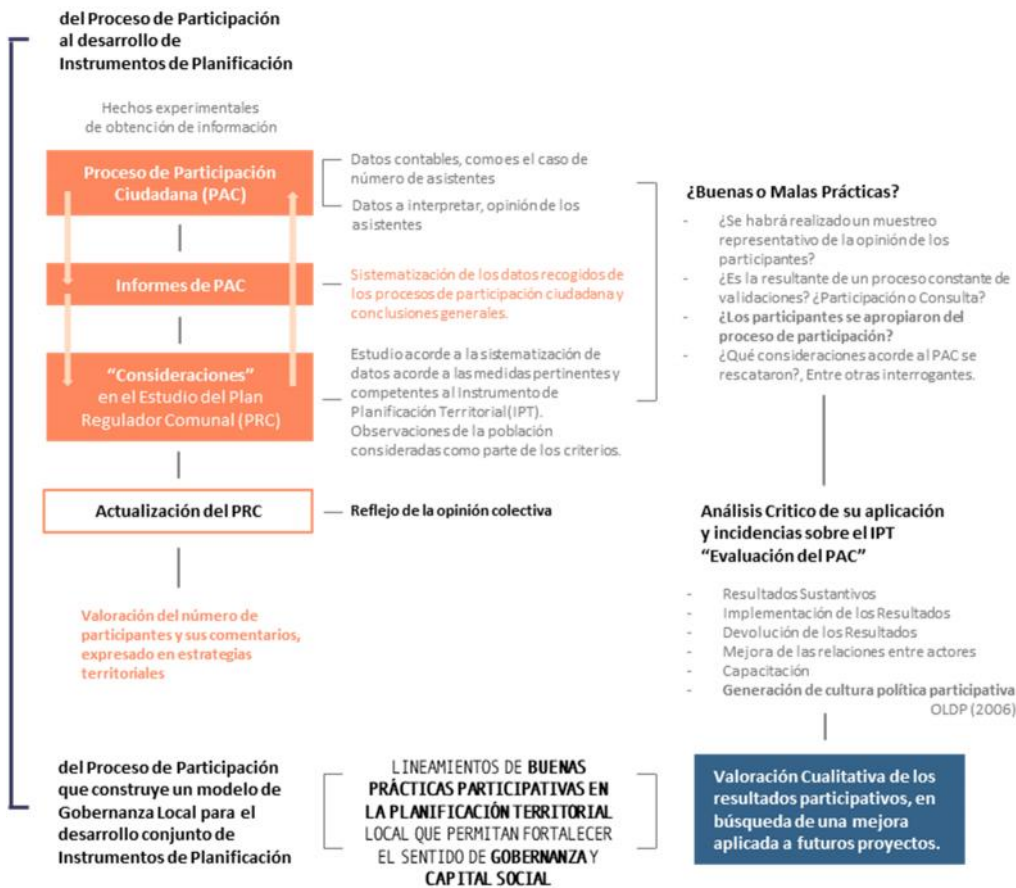 del Proceso de Participación
al desarrollo de
Instrumentos de Planificación
Hechos experimentales
de obtención de información
Proceso de Participación
Ciudadana (PAC)
Datos contables, como es el caso de
número de asistentes
Datos a interpretar, opinión de los
asistentes
Informes de PAC
Sistematización de los datos recogidos de
los procesos de participación ciudadana y
conclusiones generales.
“Consideraciones”
en el Estudio del Plan
Regulador Comunal (PRC)
Estudio acorde a la sistematización de
datos acorde a las medidas pertinentes y
competentes al Instrumento de
Planificación Territorial (IPT).
Observaciones de la población
consideradas como parte de los criterios.
Actualización del PRC
Reflejo de la opinión colectiva
Valoración del número de
participantes y sus comentarios,
expresado en estrategias
territoriales
¿Buenas o Malas Prácticas?
- ¿Se habrá realizado un muestreo
representativo de la opinión de los
participantes?
- ¿Es la resultante de un proceso constante de
validaciones? ¿Participación o Consulta?
- ¿Los participantes se apropiaron del
proceso de participación?
- ¿Qué consideraciones acorde al PAC se
rescataron?, Entre otras interrogantes.
Análisis Critico de su aplicación
y incidencias sobre el IPT
“Evaluación del PAC”
- Resultados Sustantivos
- Implementación de los Resultados
- Devolución de los Resultados
- Mejora de las relaciones entre actores
- Capacitación
- Generación de cultura política participativa
OLDP (2006)
del Proceso de Participación
que construye un modelo de
Gobernanza Local para el
desarrollo conjunto de
Instrumentos de Planificación
LINEAMIENTOS DE BUENAS
PRÁCTICAS PARTICIPATIVAS EN
LA PLANIFICACIÓN TERRITORIAL
LOCAL QUE PERMITAN FORTALECER
EL SENTIDO DE GOBERNANZA Y
CAPITAL SOCIAL
Valoración Cualitativa de los
resultados participativos, en
búsqueda de una mejora
aplicada a futuros proyectos.